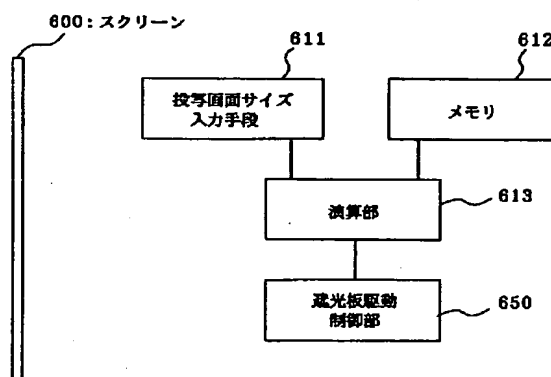 600：スクリーン
611
612
投写画面サイズ
入力手段
メモリ
演算部
613
遮光板駆動
制御部
650